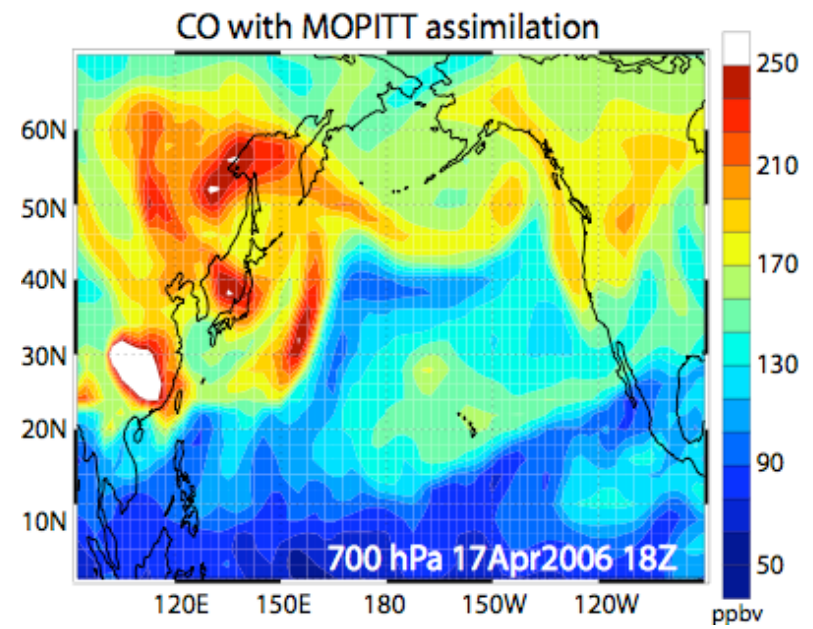 CO with MOPITT assimilation
60N
50N
40N
30N
20N
10N
120E 150E 180 150W 120W
700 hPa 17Apr2006 18Z
250
210
170
130
90
50
ppbv